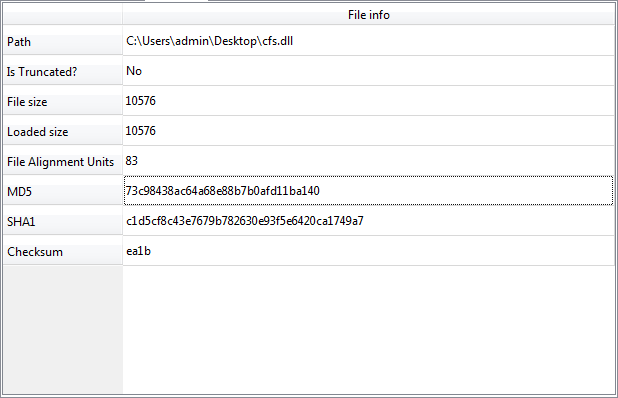 File info
Path C:\Users\admin\Desktop\cfs.dll
Is Truncated? No
File size 10576
Loaded size 10576
File Alignment Units 83
MD5 73c98438ac64a68e88b7b0afd11ba140
SHA1 c1d5cf8c43e7679b782630e93f5e6420ca1749a7
Checksum ea1b